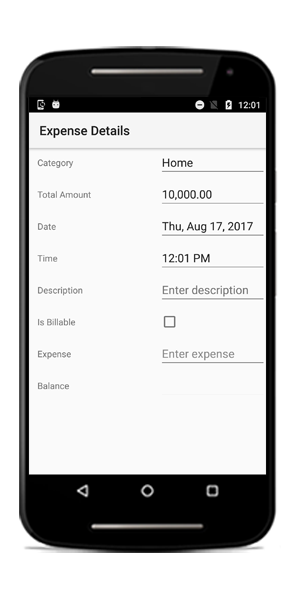 12:01
Expense Details
Category Home
Total Amount 10,000.00
Date Thu, Aug 17, 2017
Time 12:01 PM
Description Enter description
Is Billable
Expense Enter expense
Balance